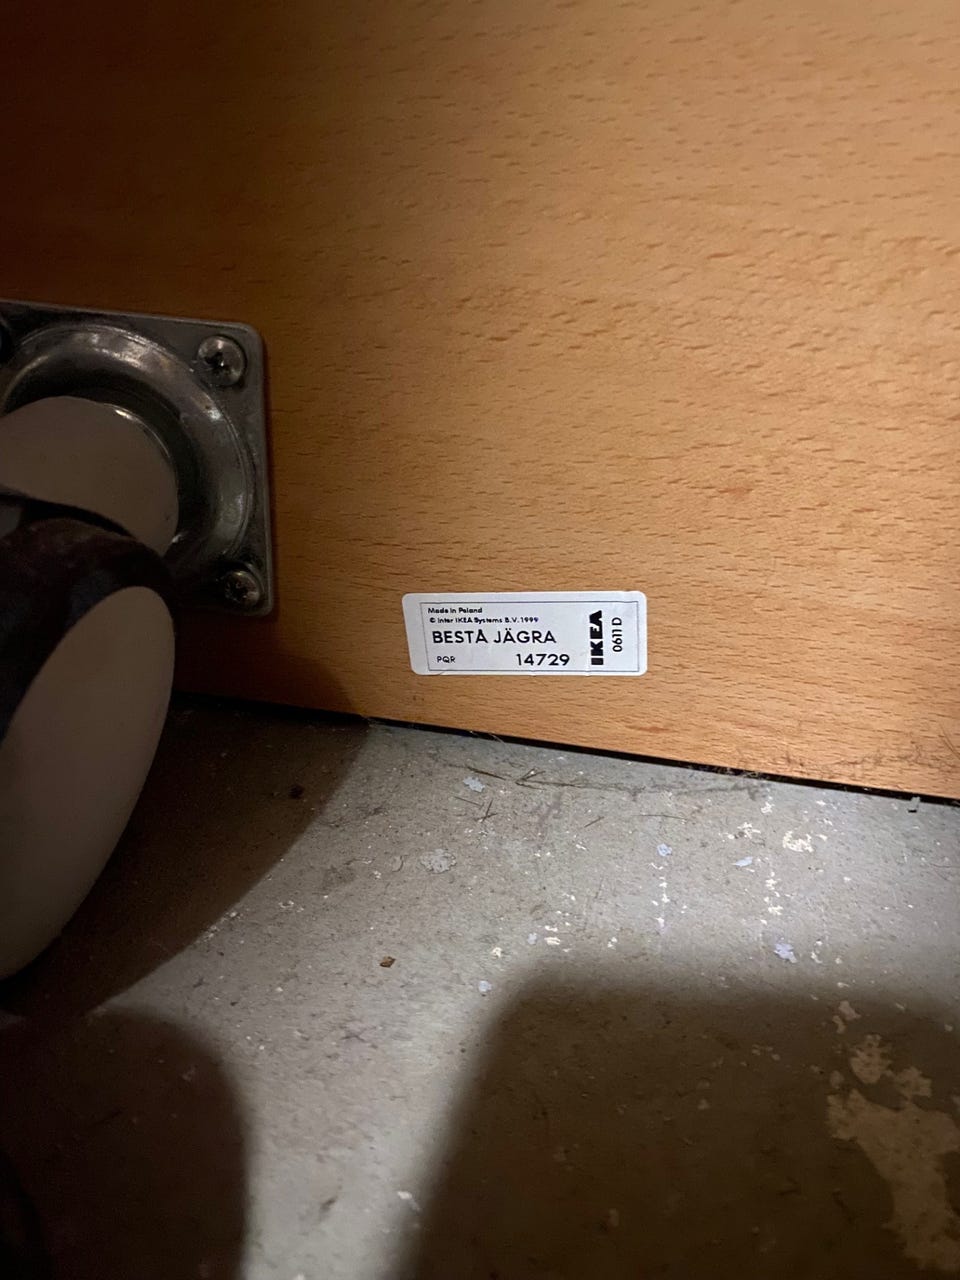 Made in Poland
© Inter IKEA Systems B.V. 1999
BESTÅ JÄGRA
PQR 14729
IKEA
0611 D